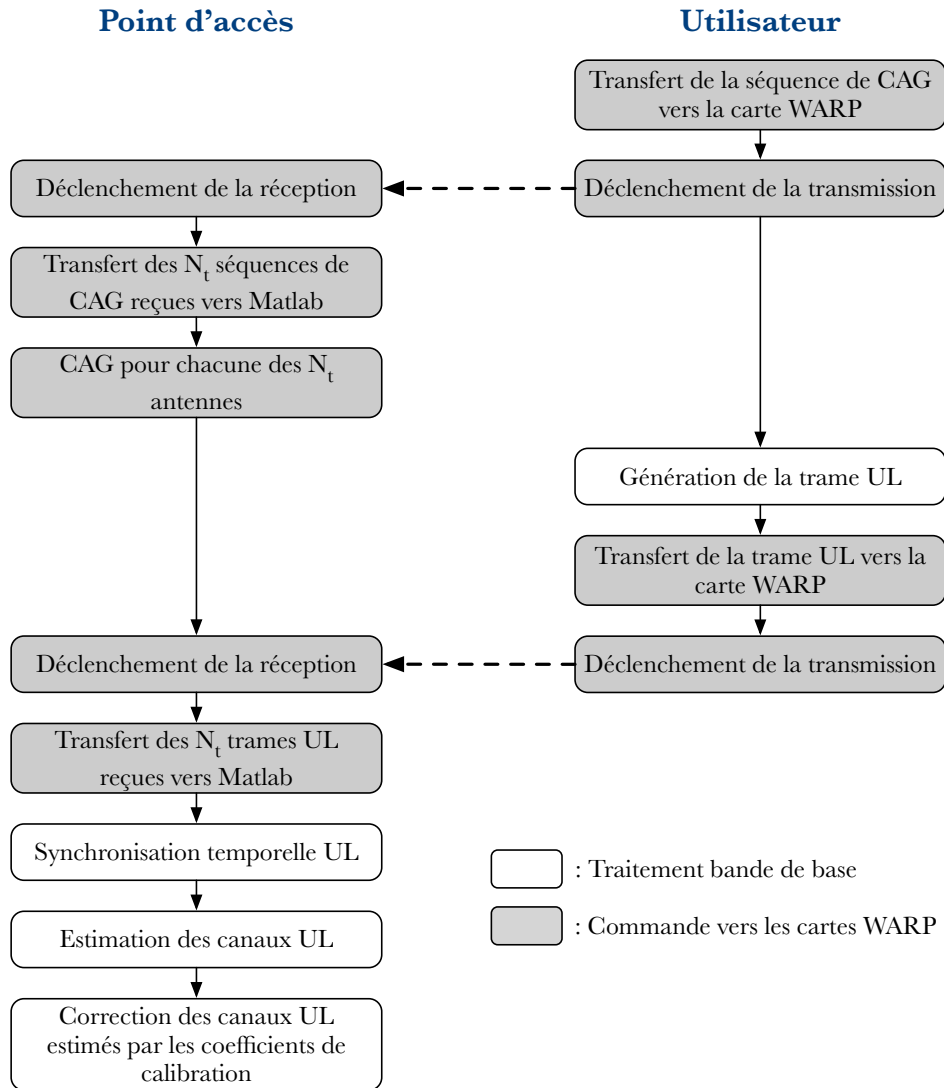 Point d'accès
Utilisateur
Transfert de la séquence de CAG
vers la carte WARP
Déclenchement de la réception
Déclenchement de la transmission
Transfert des Nt séquences de
CAG reçues vers Matlab
CAG pour chacune des Nt
antennes
Génération de la trame UL
Transfert de la trame UL vers la
carte WARP
Déclenchement de la réception
Déclenchement de la transmission
Transfert des Nt trames UL
reçues vers Matlab
Synchronisation temporelle UL
Estimation des canaux UL
Correction des canaux UL
estimés par les coefficients de
calibration
: Traitement bande de base
: Commande vers les cartes WARP